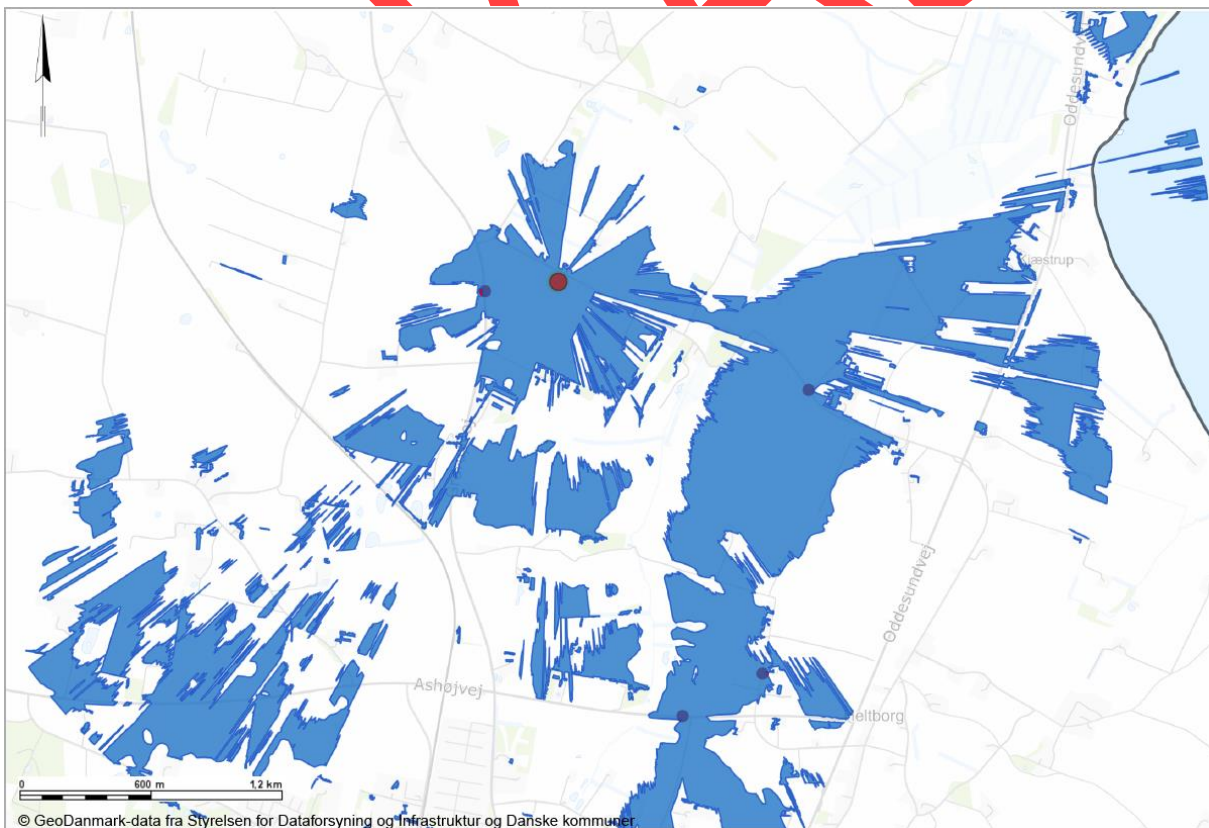 Oddesundvej
Kjæstrup
Oddesundvej
Ashøjvej
Heltborg
0 600 m 1,2 km
© GeoDanmark-data fra Styrelsen for Dataforsyning og Infrastruktur og Danske kommuner.